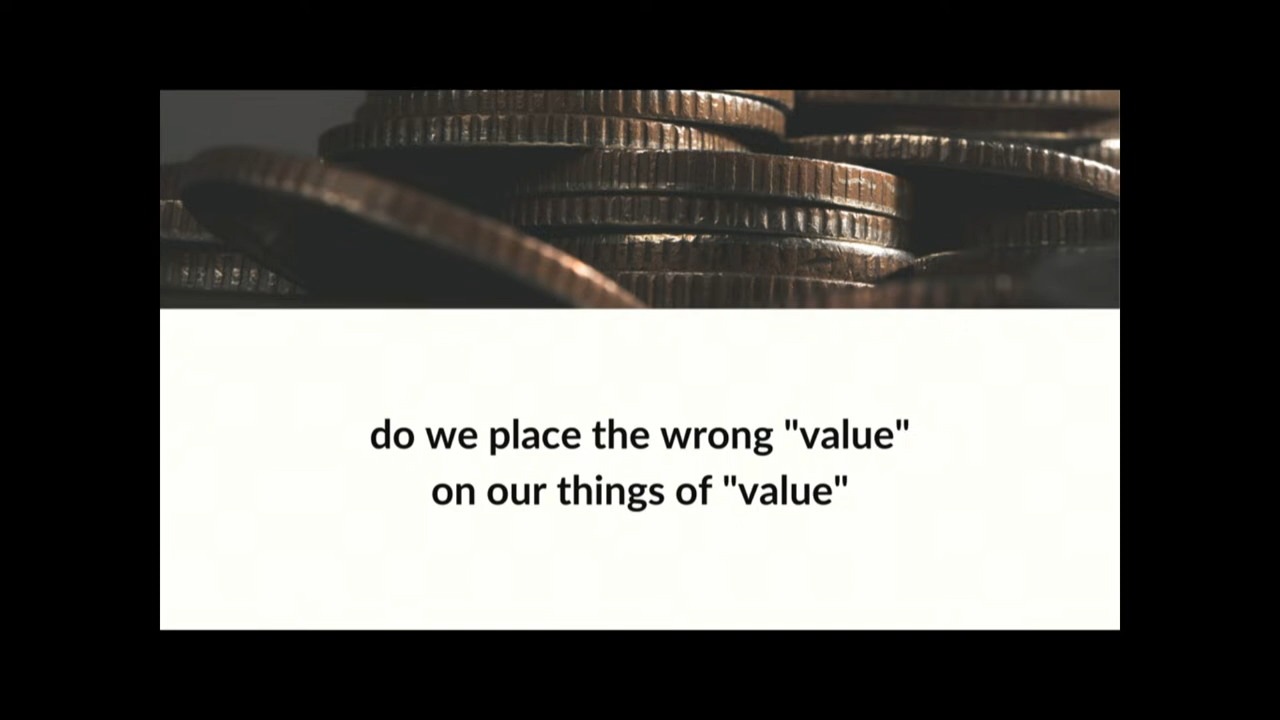 do we place the wrong "value"
on our things of "value"